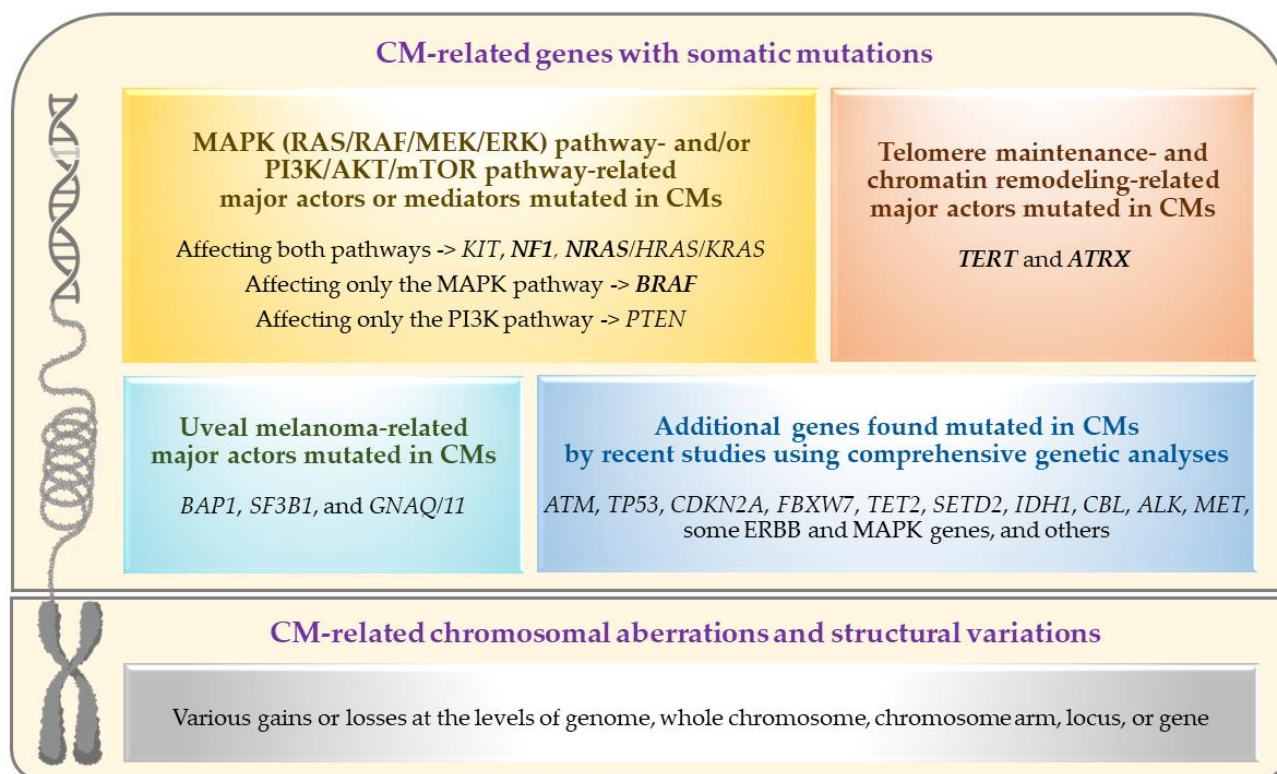 CM-related genes with somatic mutations
MAPK (RAS/RAF/MEK/ERK) pathway- and/or
PI3K/AKT/mTOR pathway-related
major actors or mediators mutated in CMs
Affecting both pathways -> KIT, NF1, NRAS/HRAS/KRAS
Affecting only the MAPK pathway -> BRAF
Affecting only the PI3K pathway -> PTEN
Telomere maintenance- and
chromatin remodeling-related
major actors mutated in CMs
TERT and ATRX
Uveal melanoma-related
major actors mutated in CMs
BAP1, SF3B1, and GNAQ/11
Additional genes found mutated in CMs
by recent studies using comprehensive genetic analyses
ATM, TP53, CDKN2A, FBXW7, TET2, SETD2, IDH1, CBL, ALK, MET,
some ERBB and MAPK genes, and others
CM-related chromosomal aberrations and structural variations
Various gains or losses at the levels of genome, whole chromosome, chromosome arm, locus, or gene